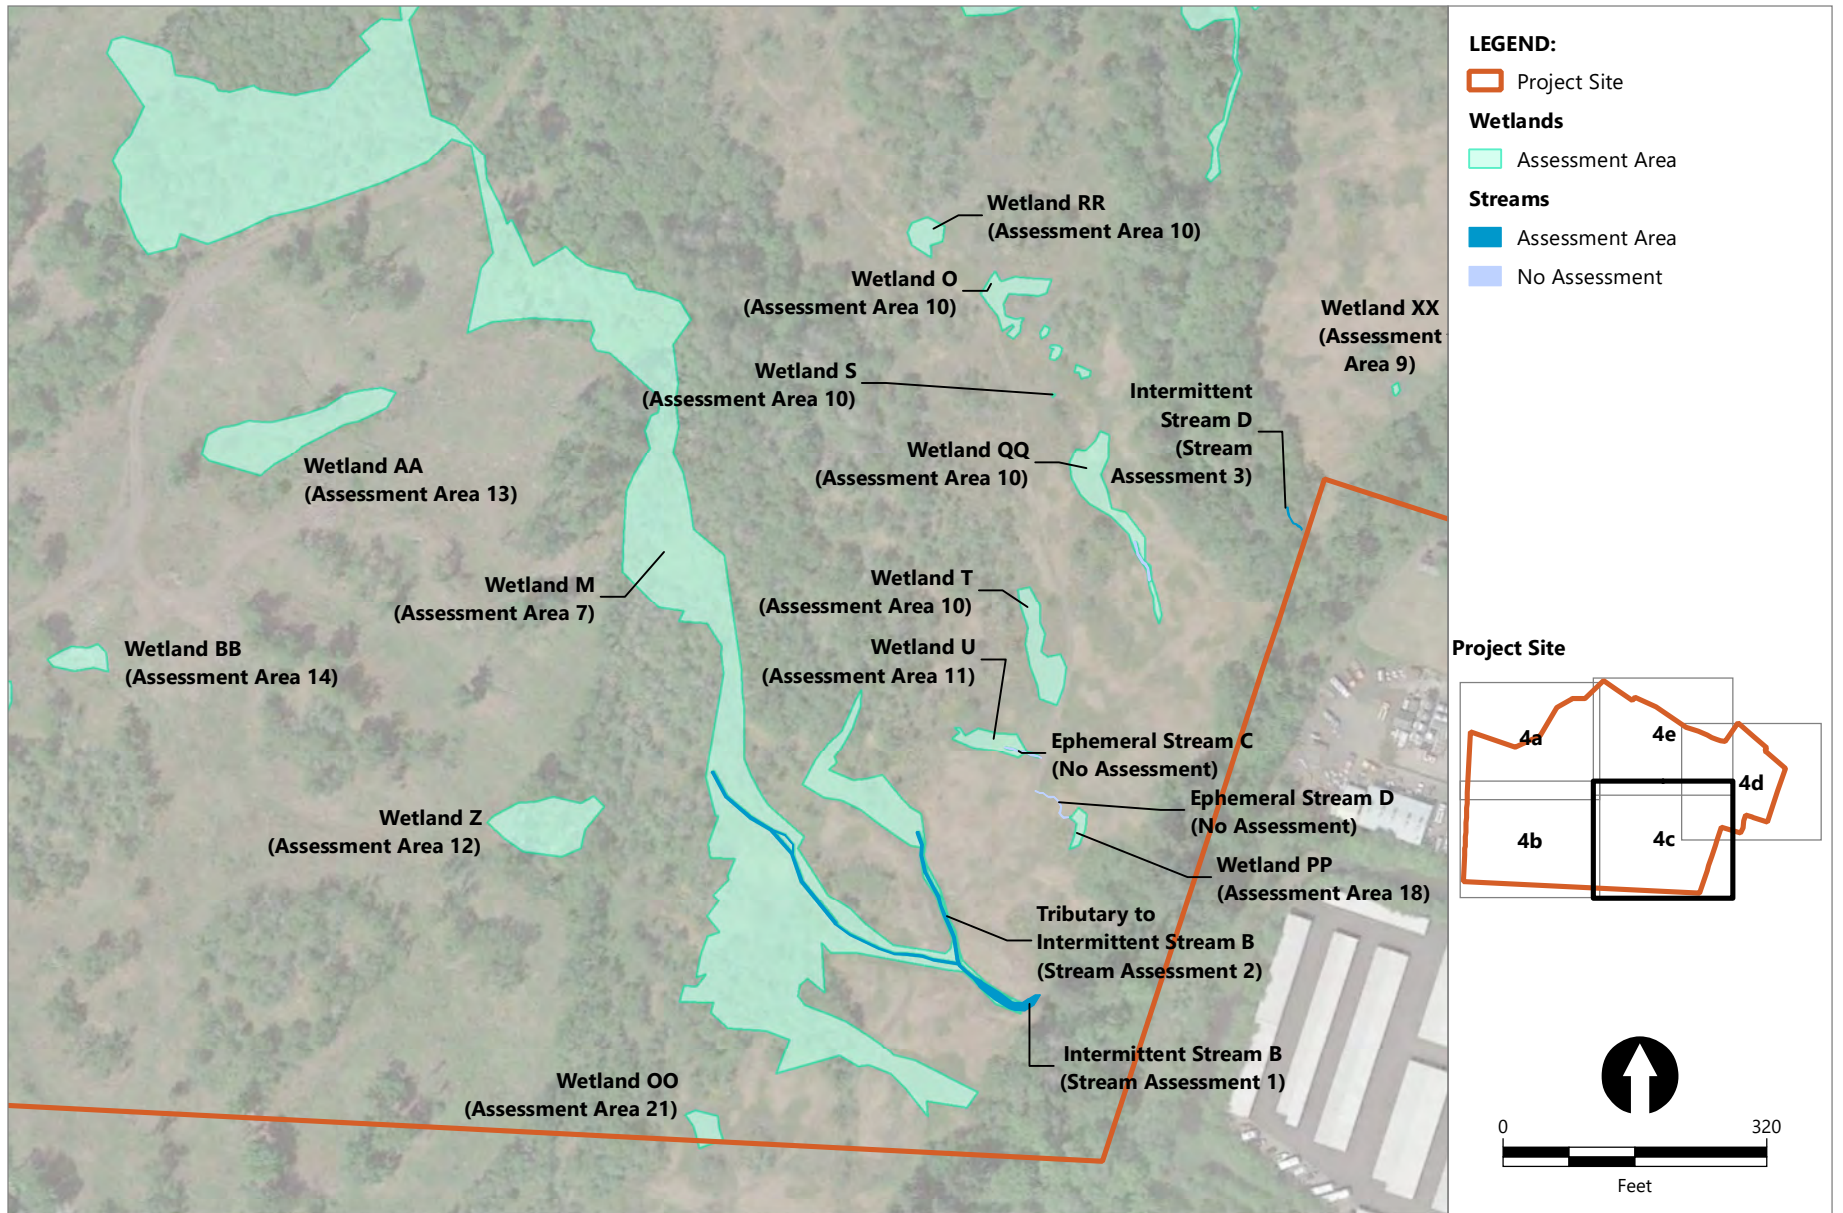 Wetland RR
(Assessment Area 10)
Wetland O
(Assessment Area 10)
Wetland XX
(Assessment
Area 9)
Wetland S
(Assessment Area 10)
Intermittent
Stream D
(Stream
Assessment 3)
Wetland QQ
(Assessment Area 10)
Wetland AA
(Assessment Area 13)
Wetland M
(Assessment Area 7)
Wetland T
(Assessment Area 10)
Wetland BB
(Assessment Area 14)
Wetland U
(Assessment Area 11)
Ephemeral Stream C
(No Assessment)
Ephemeral Stream D
(No Assessment)
Wetland Z
(Assessment Area 12)
Wetland PP
(Assessment Area 18)
Tributary to
Intermittent Stream B
(Stream Assessment 2)
Intermittent Stream B
(Stream Assessment 1)
Wetland OO
(Assessment Area 21)
LEGEND:
Project Site
Wetlands
Assessment Area
Streams
Assessment Area
No Assessment
Project Site
4a
4e
4d
4b
4c
0
320
Feet